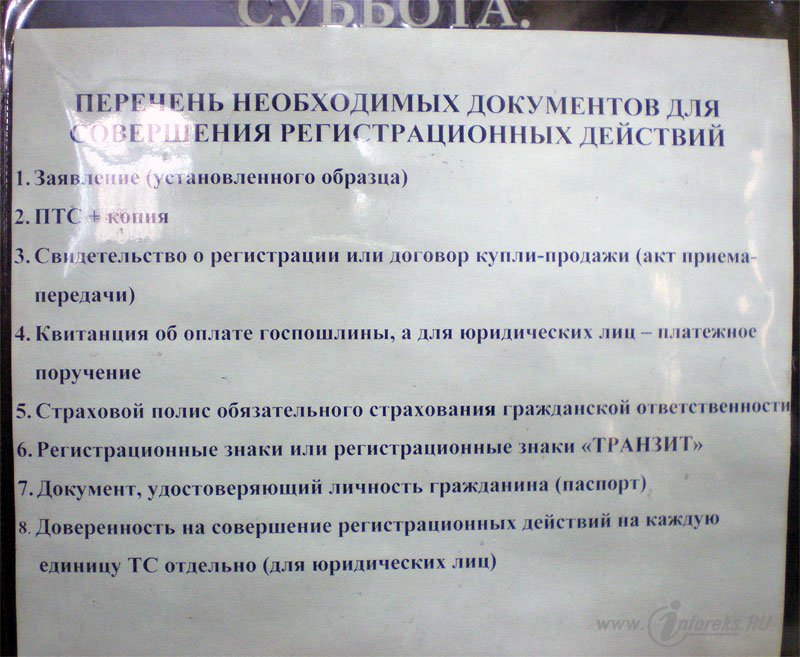 СУББОТА.
ПЕРЕЧЕНЬ НЕОБХОДИМЫХ ДОКУМЕНТОВ ДЛЯ
СОВЕРШЕНИЯ РЕГИСТРАЦИОННЫХ ДЕЙСТВИЙ
1. Заявление (установленного образца)
2. ПТС + копия
3. Свидетельство о регистрации или договор купли-продажи (акт приема-
передачи)
4. Квитанция об оплате госпошлины, а для юридических лиц – платежное
поручение
5. Страховой полис обязательного страхования гражданской ответственности
6. Регистрационные знаки или регистрационные знаки «ТРАНЗИТ»
7. Документ, удостоверяющий личность гражданина (паспорт)
8. Доверенность на совершение регистрационных действий на каждую
единицу ТС отдельно (для юридических лиц)
www.inforeks.RU